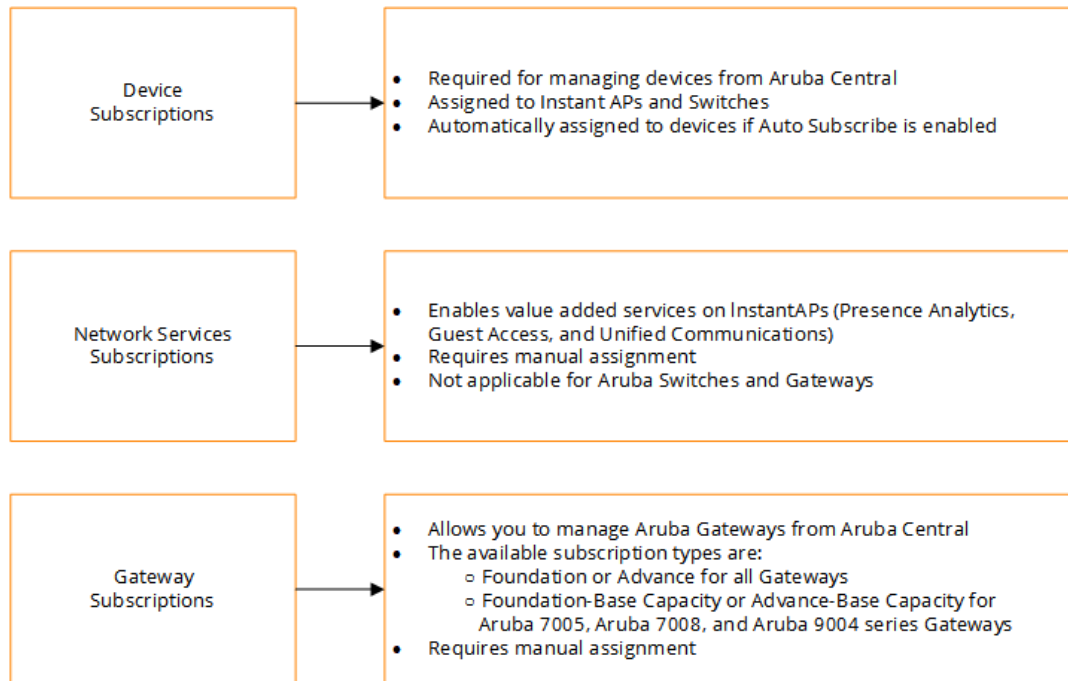 Device
Subscriptions
• Required for managing devices from Aruba Central
• Assigned to Instant APs and Switches
• Automatically assigned to devices if Auto Subscribe is enabled
Network Services
Subscriptions
• Enables value added services on InstantAPs (Presence Analytics,
Guest Access, and Unified Communications)
• Requires manual assignment
• Not applicable for Aruba Switches and Gateways
Gateway
Subscriptions
• Allows you to manage Aruba Gateways from Aruba Central
• The available subscription types are:
○ Foundation or Advance for all Gateways
○ Foundation-Base Capacity or Advance-Base Capacity for
Aruba 7005, Aruba 7008, and Aruba 9004 series Gateways
• Requires manual assignment